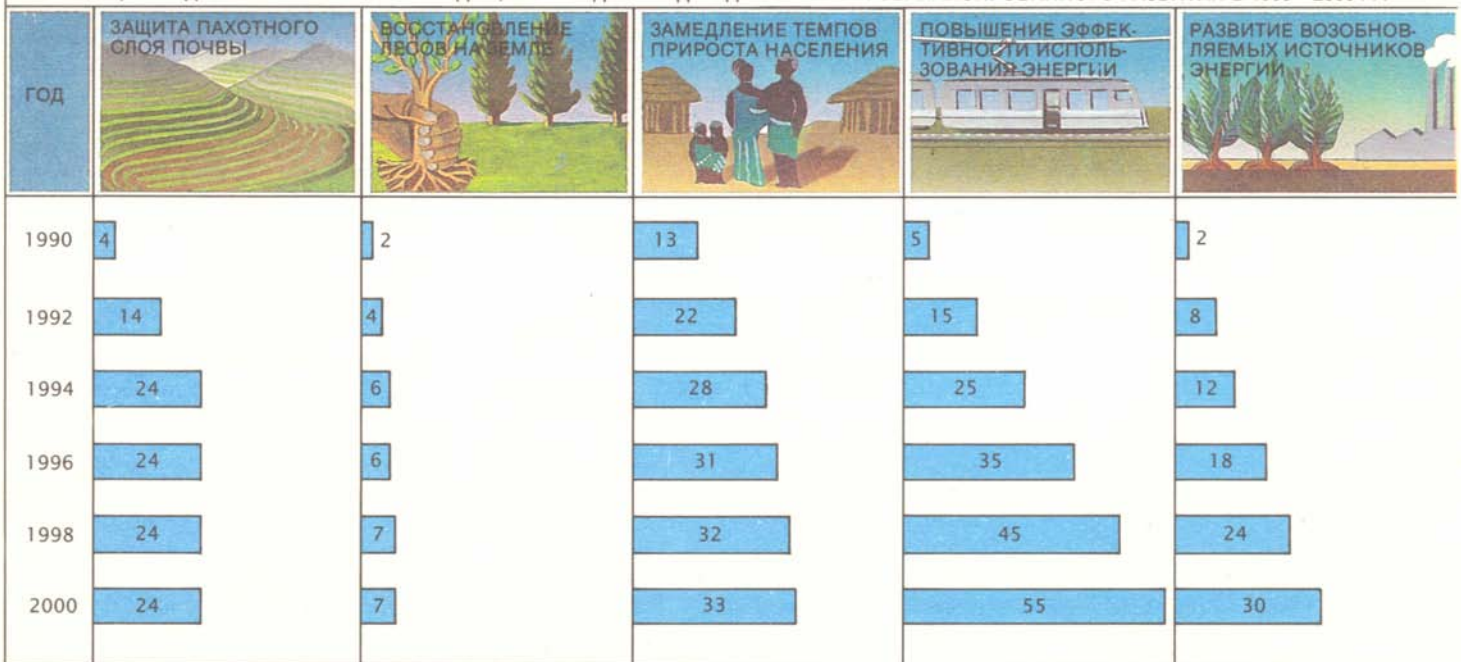 ЗАЩИТА ПАХОТНОГО
СЛОЯ ПОЧВЫ
ВОССТАНОВЛЕНИЕ
ЛЕСОВ НА ЗЕМЛЕ
ЗАМЕДЛЕНИЕ ТЕМПОВ
ПРИРОСТА НАСЕЛЕНИЯ
ПОВЫШЕНИЕ ЭФФЕК-
ТИВНОСТИ ИСПОЛЬ-
ЗОВАНИЯ ЭНЕРГИИ
РАЗВИТИЕ ВОЗОБНОВ-
ЛЯЕМЫХ ИСТОЧНИКОВ
ЭНЕРГИИ
ГОД
1990 4 2 13 5 2
1992 14 4 22 15 8
1994 24 6 28 25 12
1996 24 6 31 35 18
1998 24 7 32 45 24
2000 24 7 33 55 30